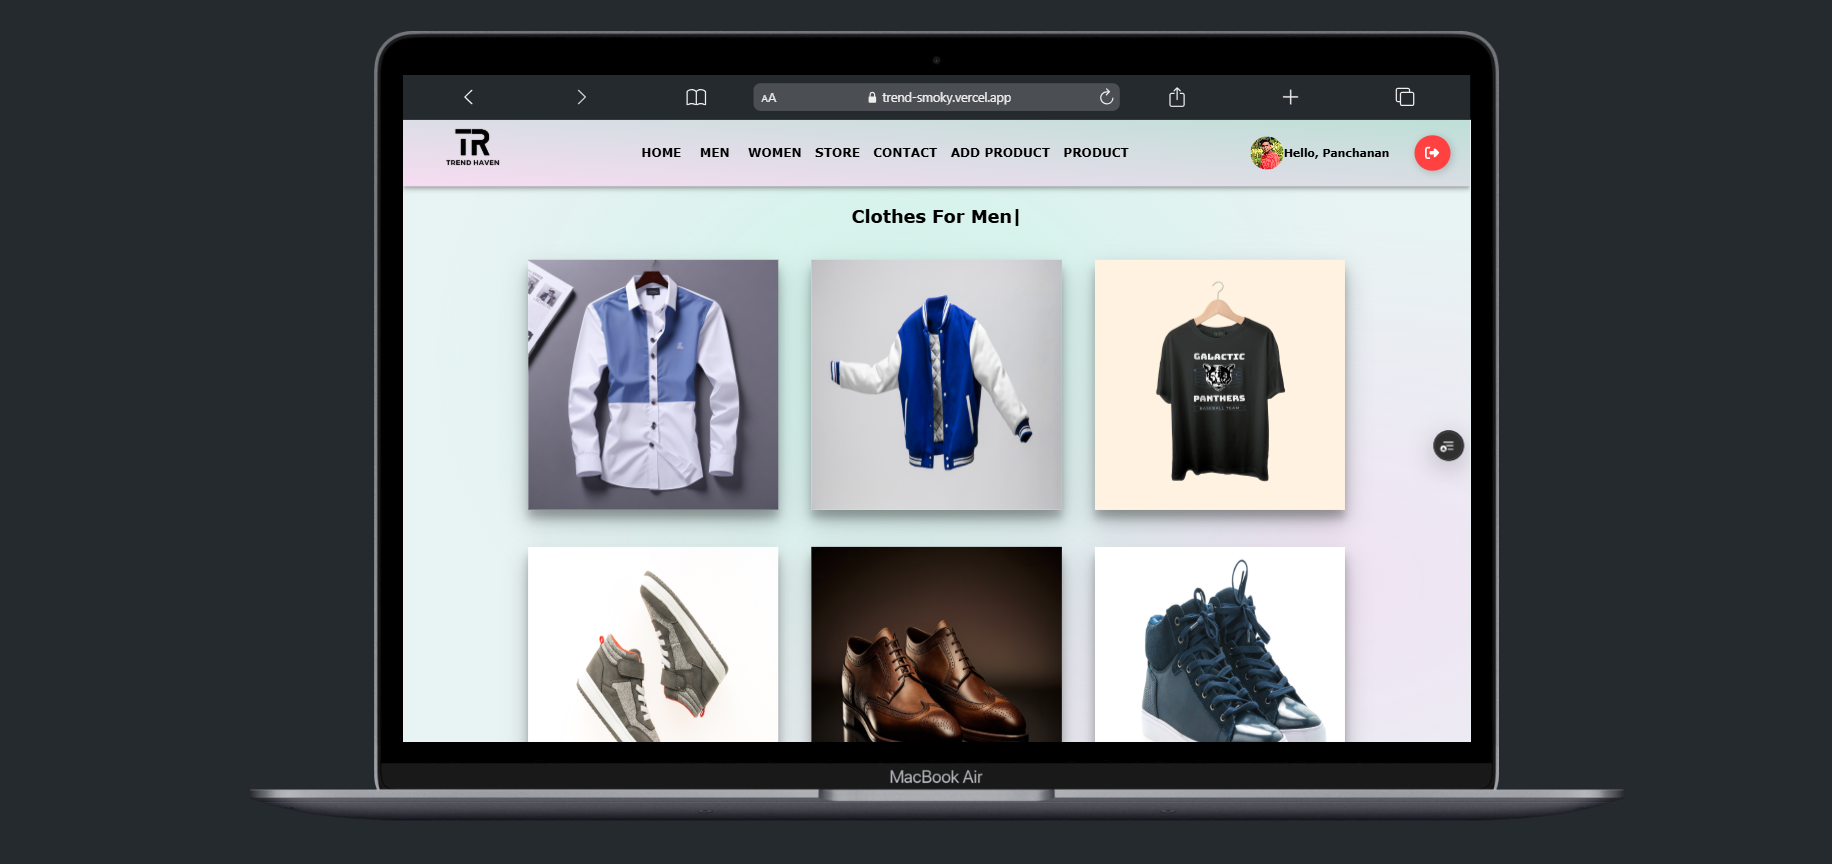 AA
trend-smoky.vercel.app
TR
TREND HAVEN
HOME MEN WOMEN STORE CONTACT ADD PRODUCT PRODUCT
Hello, Panchanan
Clothes For Men|
GALACTIC
PANTHERS
BASEBALL TEAM
MacBook Air